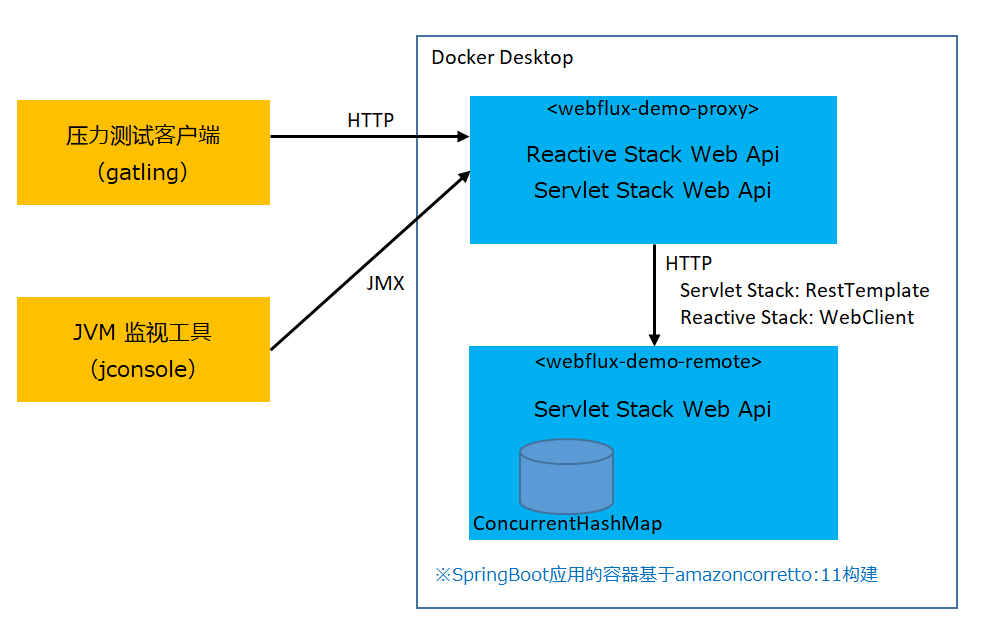 Docker Desktop
压力测试客户端
（gatling）
HTTP
<webflux-demo-proxy>
Reactive Stack Web Api
Servlet Stack Web Api
JMX
JVM 监视工具
（jconsole）
HTTP
Servlet Stack: RestTemplate
Reactive Stack: WebClient
<webflux-demo-remote>
Servlet Stack Web Api
ConcurrentHashMap
※SpringBoot应用的容器基于amazoncorretto:11构建